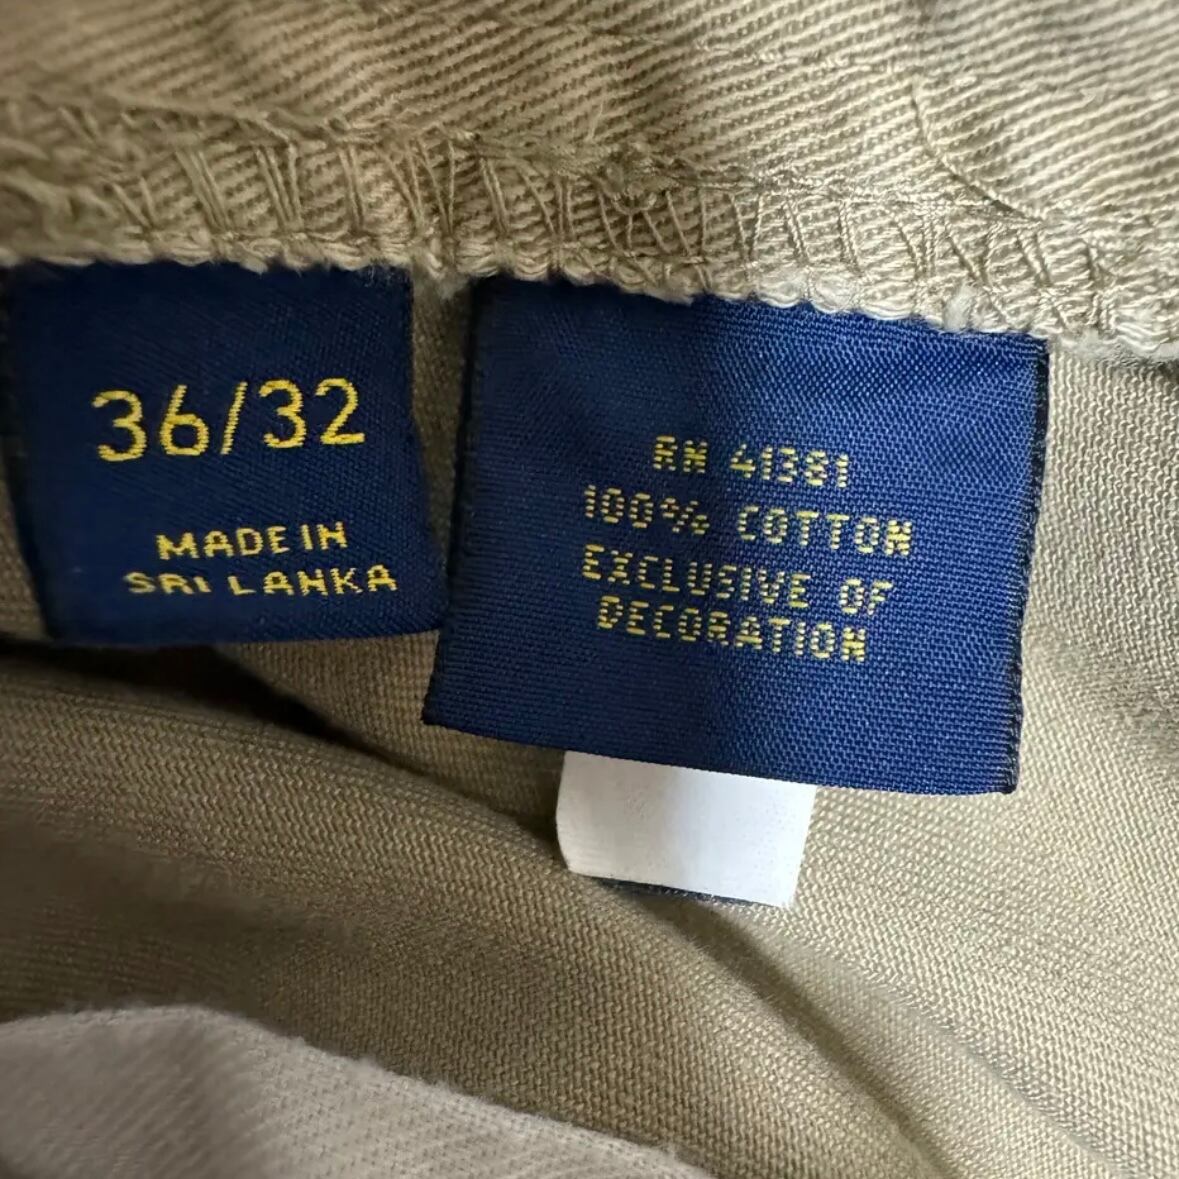 36/32
MADE IN
SRI LANKA
RN 41381
100% COTTON
EXCLUSIVE OF
DECORATION